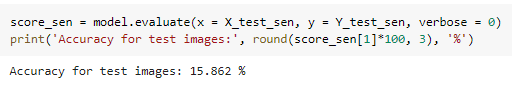 score_sen = model.evaluate(x = X_test_sen, y = Y_test_sen, verbose = 0)
print('Accuracy for test images:', round(score_sen[1]*100, 3), '%')
Accuracy for test images: 15.862 %